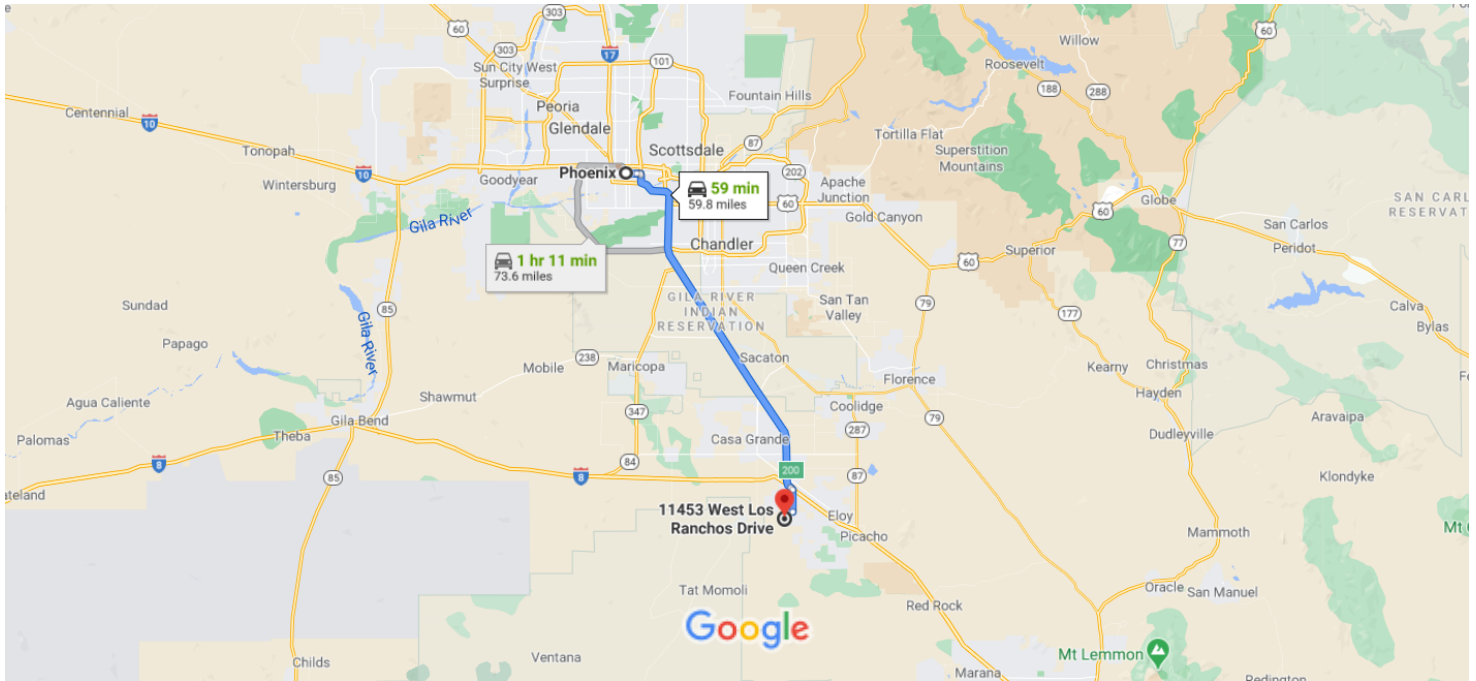 303
60
303
17
Sun City West
Surprise
101
Willow
60
Roosevelt
188
288
Centennial
10
Peoria
Fountain Hills
Glendale
87
Tortilla Flat
Superstition
Mountains
Tonopah
Scottsdale
10
Phoenix
Wintersburg
Goodyear
202
59 min
59.8 miles
60
Apache
Junction
Globe
SAN CARL
RESERVAT
Gila River
Gold Canyon
60
San Carlos
Chandler
77
Peridot
1 hr 11 min
73.6 miles
Superior
60
Queen Creek
Sundad
85
GILA RIVER
INDIAN
RESERVATION
San Tan
Valley
79
177
Calva
Bylas
Gila River
Papago
Mobile
238
Maricopa
Sacaton
Kearny
Christmas
Florence
Hayden
Agua Caliente
Shawmut
347
Coolidge
79
Aravaipa
Gila Bend
Palomas
Theba
Casa Grande
287
Dudleyville
8
84
8
200
87
Klondyke
ateland
85
11453 West Los
Ranchos Drive
Eloy
Picacho
Mammoth
Mt G
Tat Momoli
Oracle
San Manuel
Red Rock
Google
Childs
Ventana
Mt Lemmon
Marana
Redington